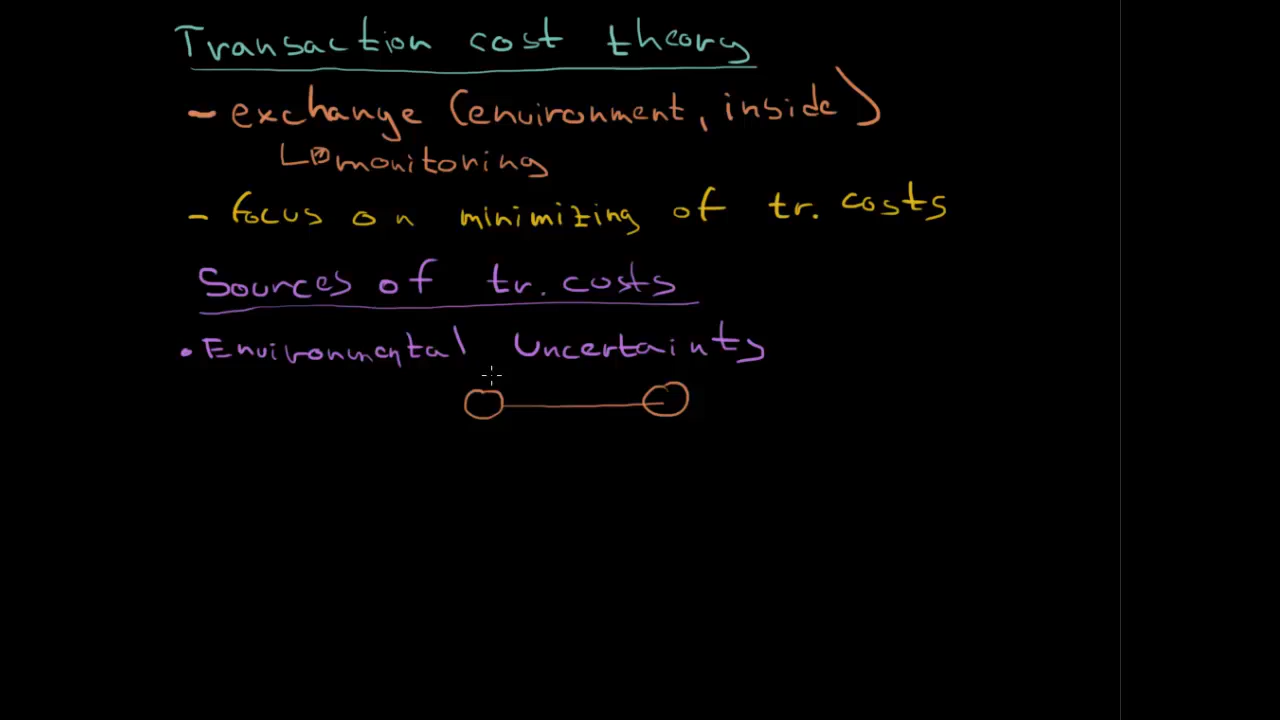 Transaction cost theory
- exchange (environment, inside)
monitoring
- focus on minimizing of tr. costs
Sources of tr. costs
• Environmental Uncertainty